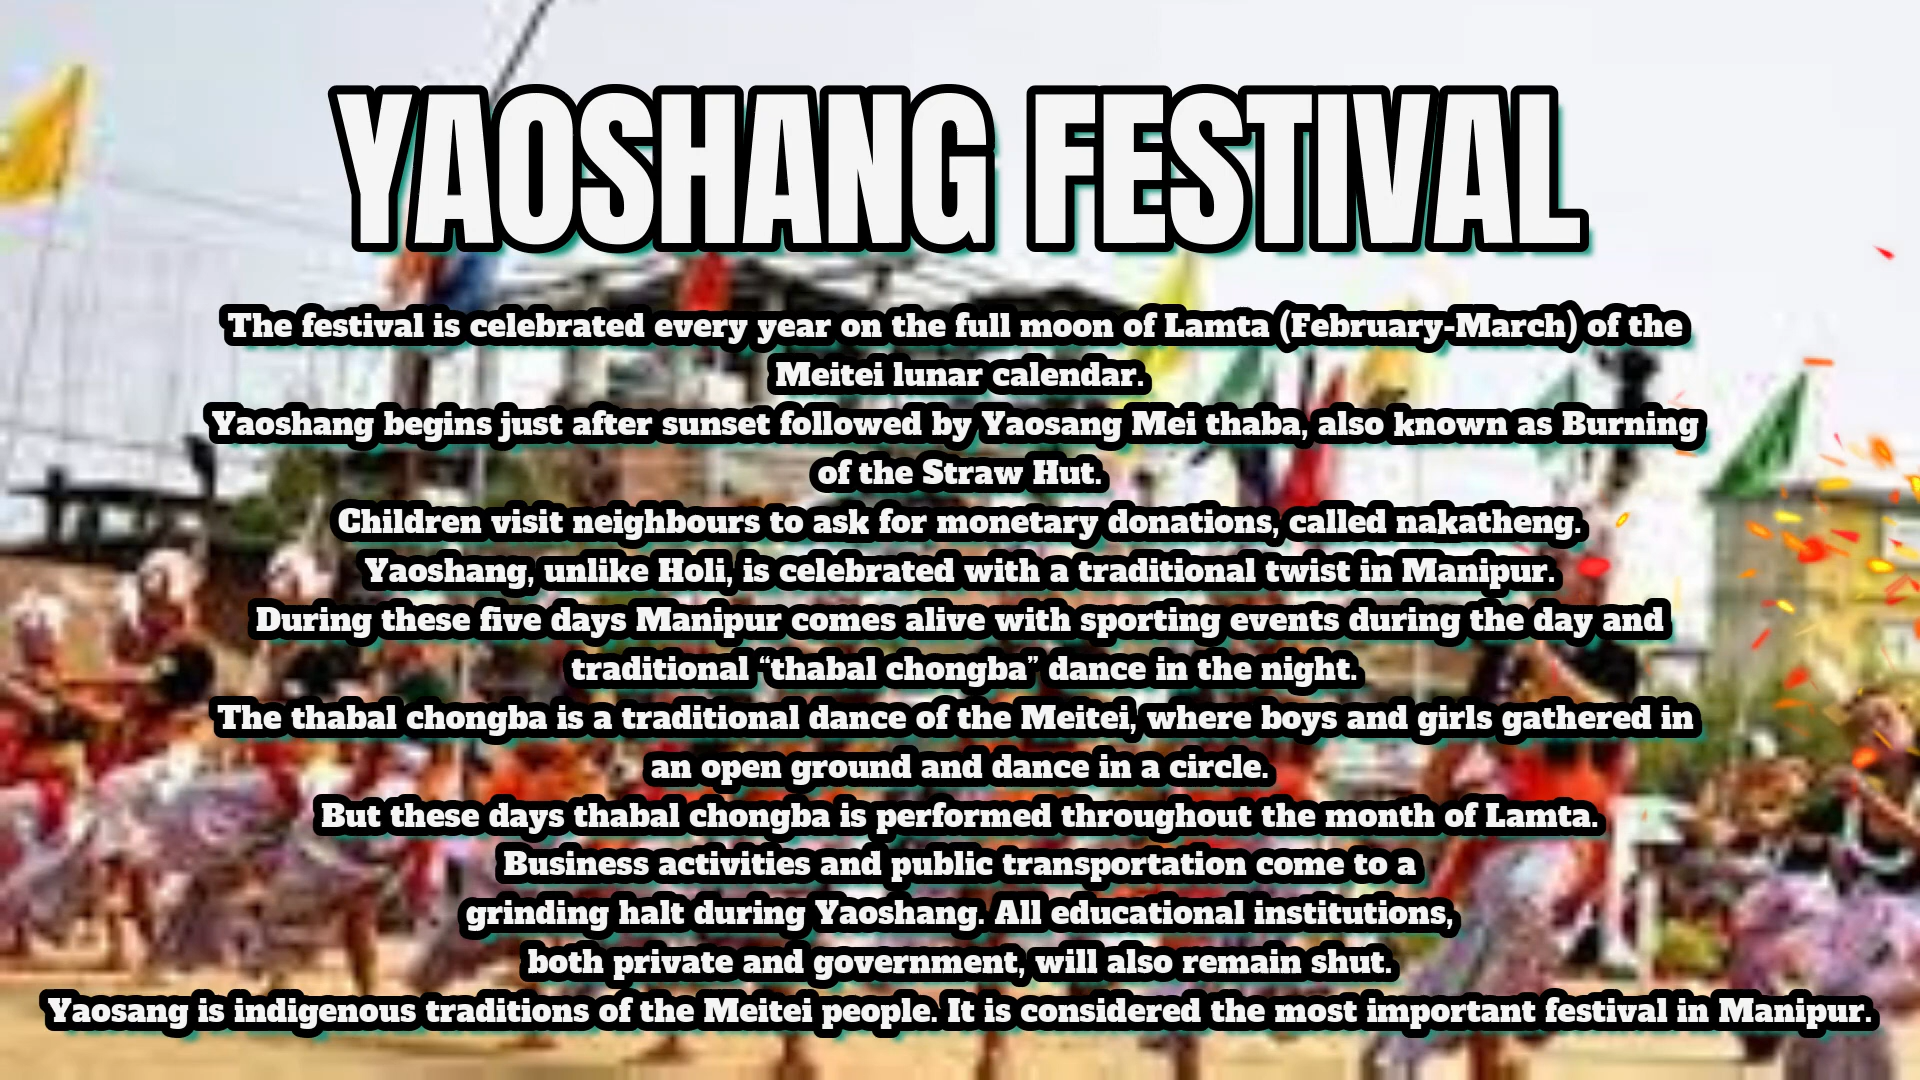 YAOSHANG FESTIVAL
The festival is celebrated every year on the full moon of Lamta (February-March) of the
Meitei lunar calendar.
Yaoshang begins just after sunset followed by Yaosang Mei thaba, also known as Burning
of the Straw Hut.
Children visit neighbours to ask for monetary donations, called nakatheng.
Yaoshang, unlike Holi, is celebrated with a traditional twist in Manipur.
During these five days Manipur comes alive with sporting events during the day and
traditional “thabal chongba” dance in the night.
The thabal chongba is a traditional dance of the Meitei, where boys and girls gathered in
an open ground and dance in a circle.
But these days thabal chongba is performed throughout the month of Lamta.
Business activities and public transportation come to a
grinding halt during Yaoshang. All educational institutions,
both private and government, will also remain shut.
Yaosang is indigenous traditions of the Meitei people. It is considered the most important festival in Manipur.